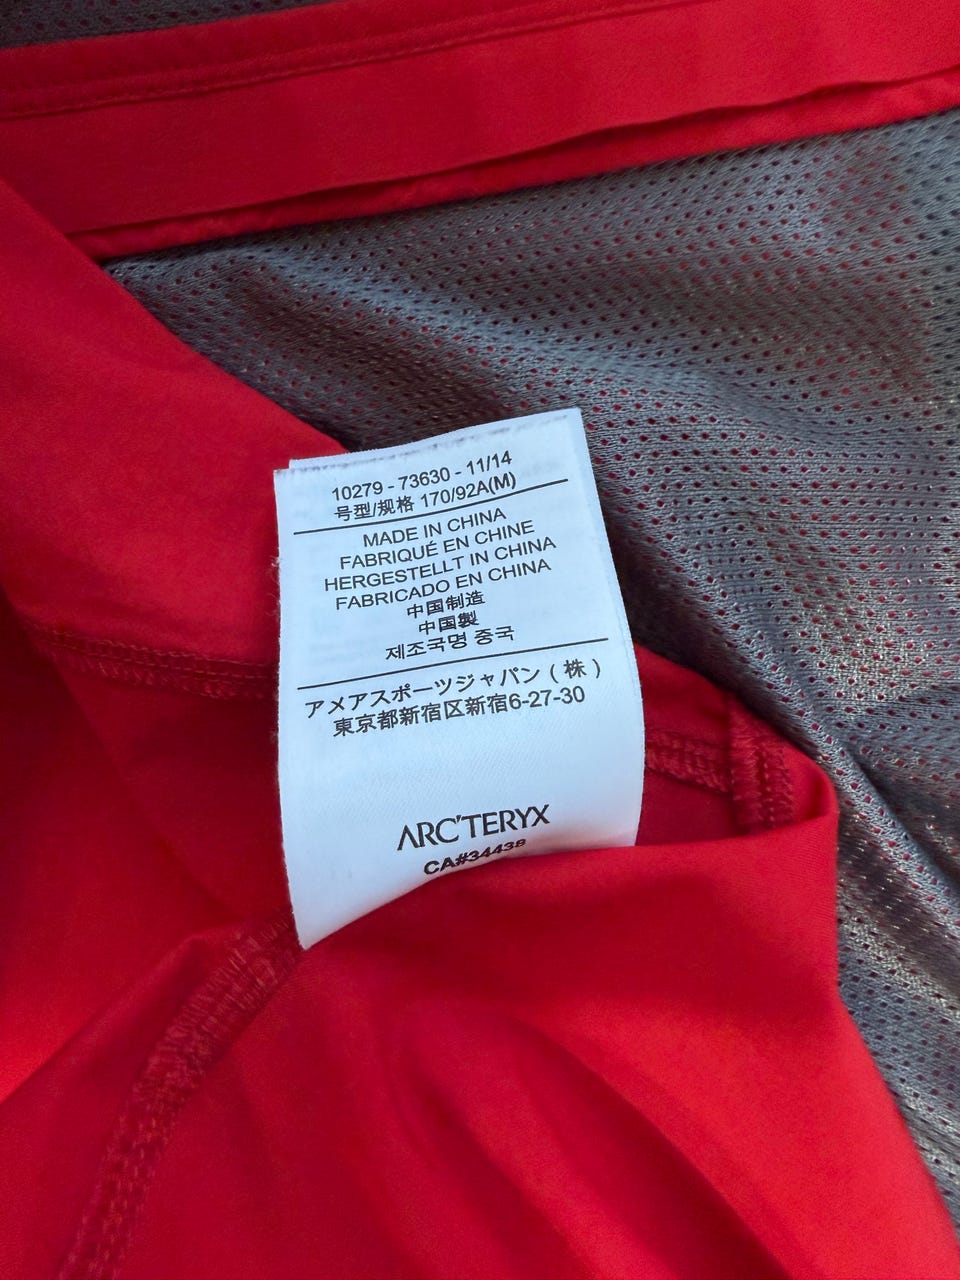 10279 - 73630 - 11/14
号型/规格 170/92A(M)
MADE IN CHINA
FABRIQUÉ EN CHINE
HERGESTELLT IN CHINA
FABRICADO EN CHINA
中国制造
中国製
제조국명 중국
アメアスポーツジャパン ( 株 )
東京都新宿区新宿6-27-30
ARC'TERYX
CA#34438